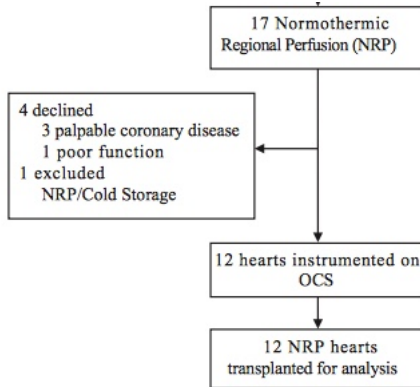 17 Normothermic
Regional Perfusion (NRP)
4 declined
3 palpable coronary disease
1 poor function
1 excluded
NRP/Cold Storage
12 hearts instrumented on
OCS
12 NRP hearts
transplanted for analysis